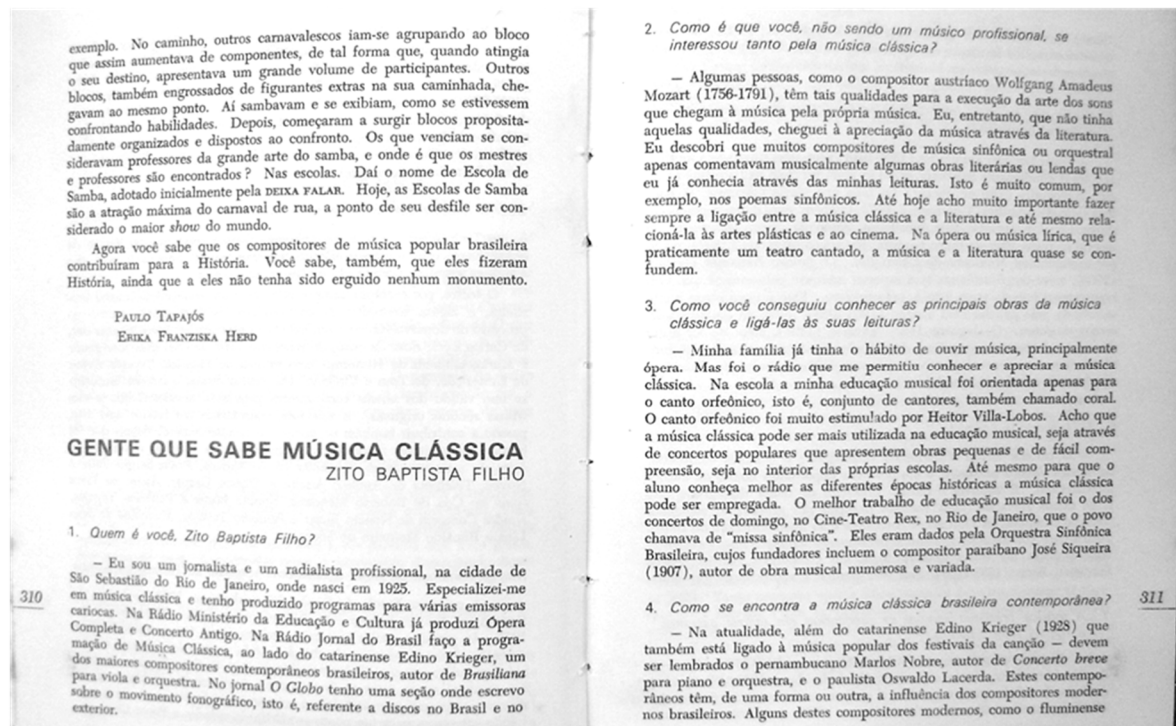 exemplo. No caminho, outros carnavalescos iam-se agrupando ao bloco
que assim aumentava de componentes, de tal forma que, quando atingia
o seu destino, apresentava um grande volume de participantes. Outros
blocos, também engrossados de figurantes extras na sua caminhada, che-
gavam ao mesmo ponto. Aí sambavam e se exibiam, como se estivessem
confrontando habilidades. Depois, começaram a surgir blocos proposita-
damente organizados e dispostos ao confronto. Os que venciam se con-
sideravam professores da grande arte do samba, e onde é que os mestres
e professores são encontrados? Nas escolas. Daí o nome de Escola de
Samba, adotado inicialmente pela DEIXA FALAR. Hoje, as Escolas de Samba
são a atração máxima do carnaval de rua, a ponto de seu desfile ser con-
siderado o maior show do mundo.
Agora você sabe que os compositores de música popular brasileira
contribuíram para a História. Você sabe, também, que eles fizeram
História, ainda que a eles não tenha sido erguido nenhum monumento.
PAULO TAPAJÓS
ERIKA FRANZISKA HERD
GENTE QUE SABE MÚSICA CLÁSSICA
ZITO BAPTISTA FILHO
1. Quem é você, Zito Baptista Filho?
— Eu sou um jornalista e um radialista profissional, na cidade de
São Sebastião do Rio de Janeiro, onde nasci em 1925. Especializei-me
em música clássica e tenho produzido programas para várias emissoras
cariocas. Na Rádio Ministério da Educação e Cultura já produzi Ópera
Completa e Concerto Antigo. Na Rádio Jornal do Brasil faço a progra-
mação de Música Clássica, ao lado do catarinense Edino Krieger, um
dos maiores compositores contemporâneos brasileiros, autor de Brasiliana
para viola e orquestra. No jornal O Globo tenho uma seção onde escrevo
sobre o movimento fonográfico, isto é, referente a discos no Brasil e no
exterior.
310
2. Como é que você, não sendo um músico profissional, se
interessou tanto pela música clássica?
— Algumas pessoas, como o compositor austríaco Wolfgang Amadeus
Mozart (1756-1791), têm tais qualidades para a execução da arte dos sons
que chegam à música pela própria música. Eu, entretanto, que não tinha
aquelas qualidades, cheguei à apreciação da música através da literatura.
Eu descobri que muitos compositores de música sinfônica ou orquestral
apenas comentavam musicalmente algumas obras literárias ou lendas que
eu já conhecia através das minhas leituras. Isto é muito comum, por
exemplo, nos poemas sinfônicos. Até hoje acho muito importante fazer
sempre a ligação entre a música clássica e a literatura e até mesmo rela-
cioná-la às artes plásticas e ao cinema. Na ópera ou música lírica, que é
praticamente um teatro cantado, a música e a literatura quase se con-
fundem.
3. Como você conseguiu conhecer as principais obras da música
clássica e ligá-las às suas leituras?
— Minha família já tinha o hábito de ouvir música, principalmente
ópera. Mas foi o rádio que me permitiu conhecer e apreciar a música
clássica. Na escola a minha educação musical foi orientada apenas para
o canto orfeônico, isto é, conjunto de cantores, também chamado coral.
O canto orfeônico foi muito estimulado por Heitor Villa-Lobos. Acho que
a música clássica pode ser mais utilizada na educação musical, seja através
de concertos populares que apresentem obras pequenas e de fácil com-
preensão, seja no interior das próprias escolas. Até mesmo para que o
aluno conheça melhor as diferentes épocas históricas a música clássica
pode ser empregada. O melhor trabalho de educação musical foi o dos
concertos de domingo, no Cine-Teatro Rex, no Rio de Janeiro, que o povo
chamava de “missa sinfônica”. Eles eram dados pela Orquestra Sinfônica
Brasileira, cujos fundadores incluem o compositor paraibano José Siqueira
(1907), autor de obra musical numerosa e variada.
4. Como se encontra a música clássica brasileira contemporânea?
311
— Na atualidade, além do catarinense Edino Krieger (1928) que
também está ligado à música popular dos festivais da canção — devem
ser lembrados o pernambucano Marlos Nobre, autor de Concerto breve
para piano e orquestra, e o paulista Oswaldo Lacerda. Estes contempo-
râneos têm, de uma forma ou outra, a influência dos compositores moder-
nos brasileiros. Alguns destes compositores modernos, como o fluminense